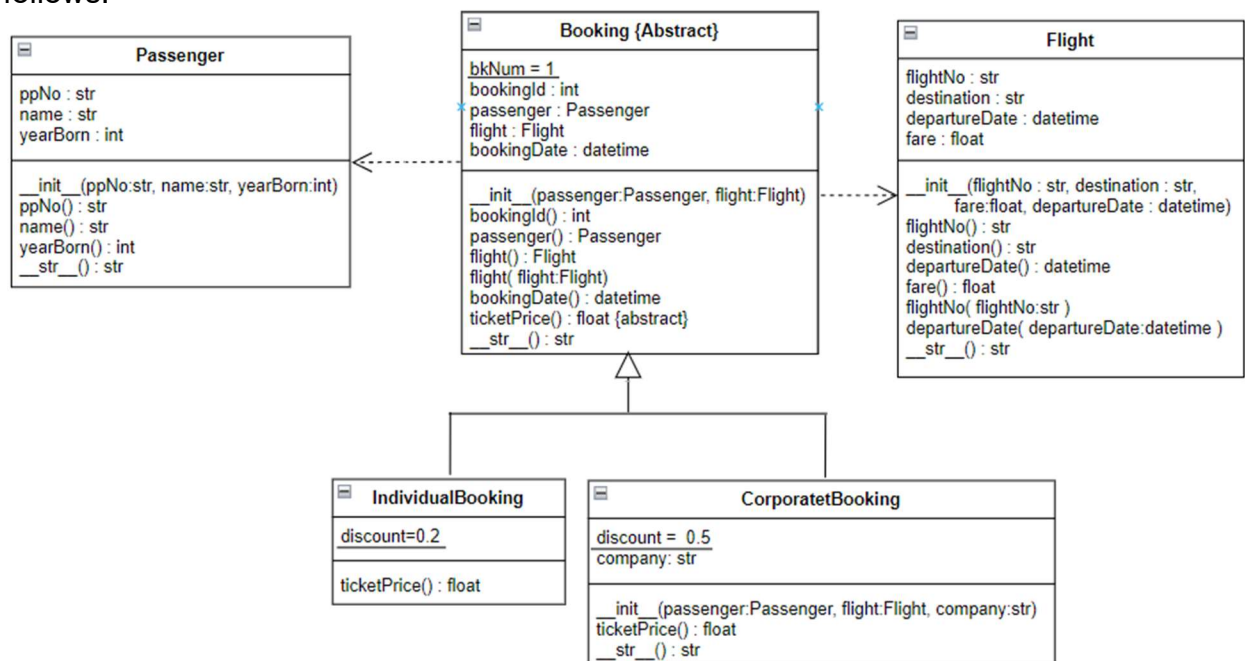 follows:
Passenger
ppNo : str
name : str
yearBorn : int
__init__(ppNo:str, name:str, yearBorn:int)
ppNo() : str
name() : str
yearBorn() : int
__str__() : str
Booking {Abstract}
bkNum = 1
bookingId : int
passenger : Passenger
flight : Flight
bookingDate : datetime
__init__(passenger:Passenger, flight:Flight)
bookingId() : int
passenger() : Passenger
flight() : Flight
flight( flight:Flight)
bookingDate() : datetime
ticketPrice() : float {abstract}
__str__() : str
Flight
flightNo : str
destination : str
departureDate : datetime
fare : float
__init__(flightNo : str, destination : str,
fare:float, departureDate : datetime)
flightNo() : str
destination() : str
departureDate() : datetime
fare() : float
flightNo( flightNo:str )
departureDate( departureDate:datetime )
__str__() : str
IndividualBooking
discount=0.2
ticketPrice() : float
CorporatetBooking
discount = 0.5
company: str
__init__(passenger:Passenger, flight:Flight, company:str)
ticketPrice() : float
__str__() : str